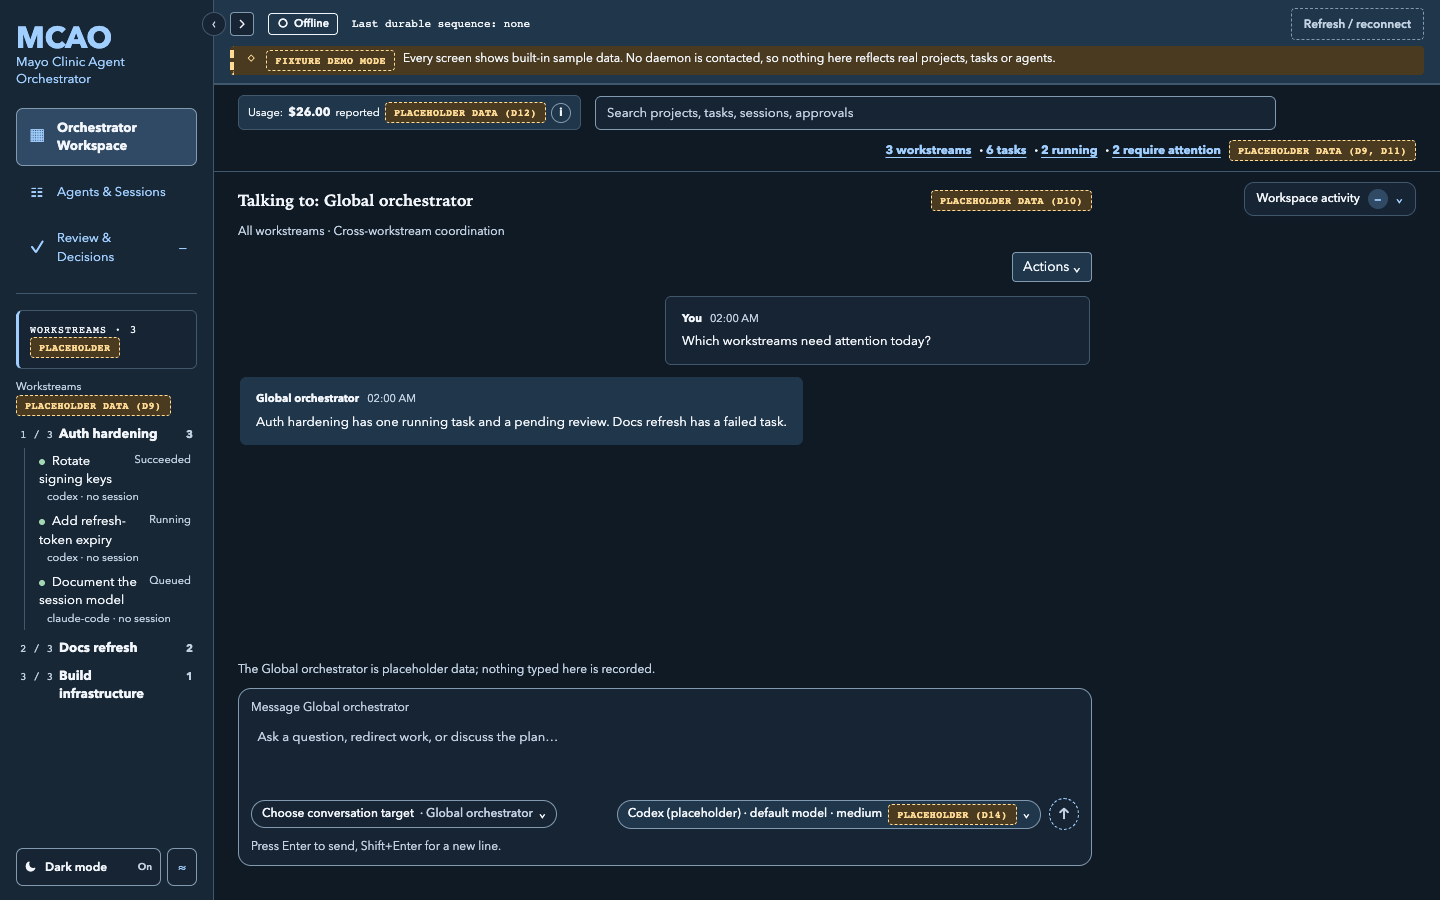 MCAO
Mayo Clinic Agent
Orchestrator
Orchestrator
Workspace
Agents & Sessions
Review &
Decisions
–
WORKSTREAMS · 3
PLACEHOLDER
Workstreams
PLACEHOLDER DATA (D9)
1 / 3 Auth hardening 3
Rotate
signing keys
Succeeded
codex · no session
Add refresh-
token expiry
Running
codex · no session
Document the
session model
Queued
claude-code · no session
2 / 3 Docs refresh 2
3 / 3 Build
infrastructure
1
Dark mode On
≈
‹ › Offline Last durable sequence: none
Refresh / reconnect
FIXTURE DEMO MODE Every screen shows built-in sample data. No daemon is contacted, so nothing here reflects real projects, tasks or agents.
Usage: $26.00 reported PLACEHOLDER DATA (D12) i
Search projects, tasks, sessions, approvals
3 workstreams · 6 tasks · 2 running · 2 require attention PLACEHOLDER DATA (D9, D11)
Talking to: Global orchestrator
PLACEHOLDER DATA (D10)
Workspace activity –
All workstreams · Cross-workstream coordination
Actions
You 02:00 AM
Which workstreams need attention today?
Global orchestrator 02:00 AM
Auth hardening has one running task and a pending review. Docs refresh has a failed task.
The Global orchestrator is placeholder data; nothing typed here is recorded.
Message Global orchestrator
Ask a question, redirect work, or discuss the plan…
Choose conversation target · Global orchestrator
Codex (placeholder) · default model · medium PLACEHOLDER (D14)
Press Enter to send, Shift+Enter for a new line.